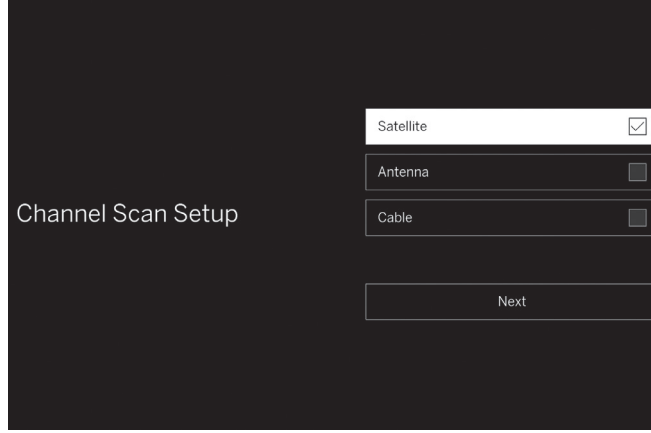 Satellite
Antenna
Channel Scan Setup
Cable
Next